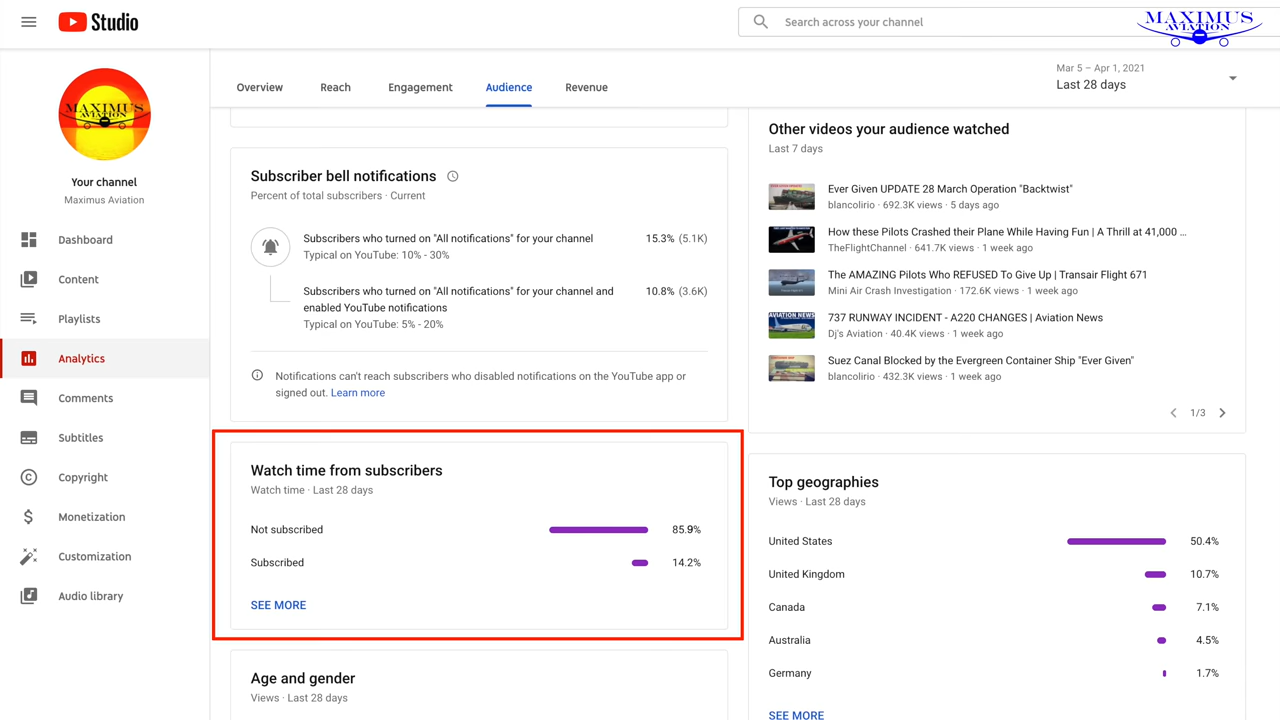 Studio
Search across your channel
MAXIMUS
AVIATION
Mar 5 – Apr 1, 2021
Last 28 days
Overview
Reach
Engagement
Audience
Revenue
MAXIMUS
AVIATION
Your channel
Maximus Aviation
Dashboard
Content
Playlists
Analytics
Comments
Subtitles
Copyright
Monetization
Customization
Audio library
Subscriber bell notifications
Percent of total subscribers · Current
Subscribers who turned on "All notifications" for your channel 15.3% (5.1K)
Typical on YouTube: 10% - 30%
Subscribers who turned on "All notifications" for your channel and 10.8% (3.6K)
enabled YouTube notifications
Typical on YouTube: 5% - 20%
Notifications can't reach subscribers who disabled notifications on the YouTube app or
signed out. Learn more
Watch time from subscribers
Watch time · Last 28 days
Not subscribed 85.9%
Subscribed 14.2%
SEE MORE
Age and gender
Views · Last 28 days
Other videos your audience watched
Last 7 days
Ever Given UPDATE 28 March Operation "Backtwist"
blancolirio · 692.3K views · 5 days ago
How these Pilots Crashed their Plane While Having Fun | A Thrill at 41,000 ...
TheFlightChannel · 641.7K views · 1 week ago
The AMAZING Pilots Who REFUSED To Give Up | Transair Flight 671
Mini Air Crash Investigation · 172.6K views · 1 week ago
AVIATION NEWS
737 RUNWAY INCIDENT - A220 CHANGES | Aviation News
Dj's Aviation · 40.4K views · 1 week ago
Suez Canal Blocked by the Evergreen Container Ship "Ever Given"
blancolirio · 432.3K views · 1 week ago
1/3
Top geographies
Views · Last 28 days
United States 50.4%
United Kingdom 10.7%
Canada 7.1%
Australia 4.5%
Germany 1.7%
SEE MORE